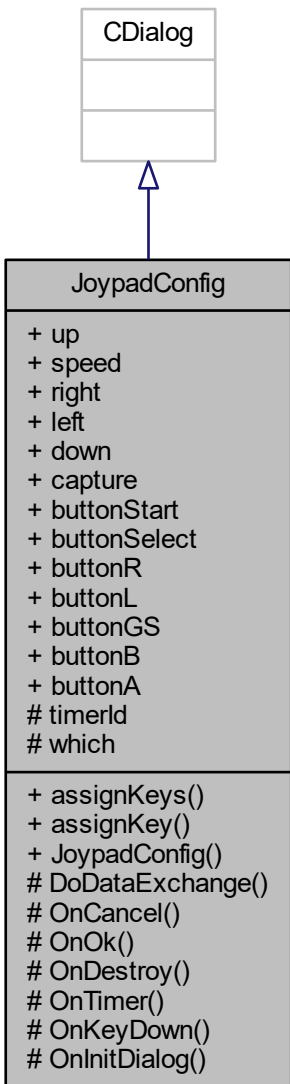 CDialog
JoypadConfig
+ up
+ speed
+ right
+ left
+ down
+ capture
+ buttonStart
+ buttonSelect
+ buttonR
+ buttonL
+ buttonGS
+ buttonB
+ buttonA
# timerId
# which
+ assignKeys()
+ assignKey()
+ JoypadConfig()
# DoDataExchange()
# OnCancel()
# OnOk()
# OnDestroy()
# OnTimer()
# OnKeyDown()
# OnInitDialog()